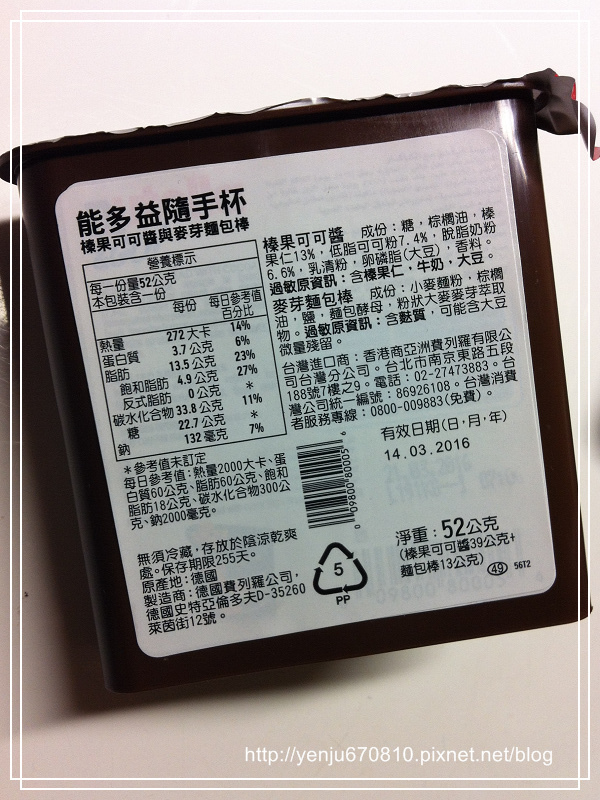 能多益隨手杯
榛果可可醬與麥芽麵包棒
營養標示
每一份量52公克
本包裝含一份
每份 每日參考值百分比
熱量 272大卡 14%
蛋白質 3.7公克 6%
脂肪 13.5公克 23%
飽和脂肪 4.9公克 27%
反式脂肪 0公克 *
碳水化合物 33.8公克 11%
糖 22.7公克 *
鈉 132毫克 7%
*參考值未訂定
每日參考值:熱量2000大卡、蛋
白質60公克、脂肪60公克、飽和
脂肪18公克、碳水化合物300公
克、鈉2000毫克。
無須冷藏,存放於陰涼乾爽
處。保存期限255天。
原產地:德國
製造商:德國費列羅公司,
德國史特亞倫多夫D-35260
萊茵街12號。
榛果可可醬 成份:糖,棕櫚油,榛
果仁13%,低脂可可粉7.4%,脫脂奶粉
6.6%,乳清粉,卵磷脂(大豆),香料。
過敏原資訊:含榛果仁,牛奶,大豆。
麥芽麵包棒 成份:小麥麵粉,棕櫚
油,鹽,麵包酵母,粉狀大麥麥芽萃取
物。過敏原資訊:含麩質,可能含大豆
微量殘留。
台灣進口商:香港商亞洲費列羅有限公
司台灣分公司。台北市南京東路五段
188號7樓之9。電話:02-27473883。台
灣公司統一編號:86926108。台灣消費
者服務專線:0800-009883(免費)。
有效日期(日,月,年)
14.03.2016
0 09800 80005 9
淨重:52公克
(榛果可可醬39公克+
麵包棒13公克)
49 56T2
5
PP
http://yenju670810.pixnet.net/blog